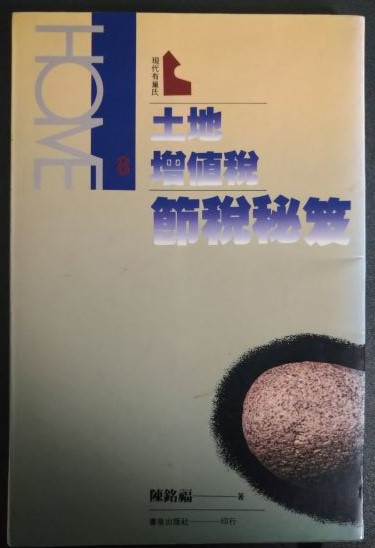 HOME
8
現代有巢氏
土地
增值稅
節稅秘笈
陳銘福——著
書泉出版社——印行